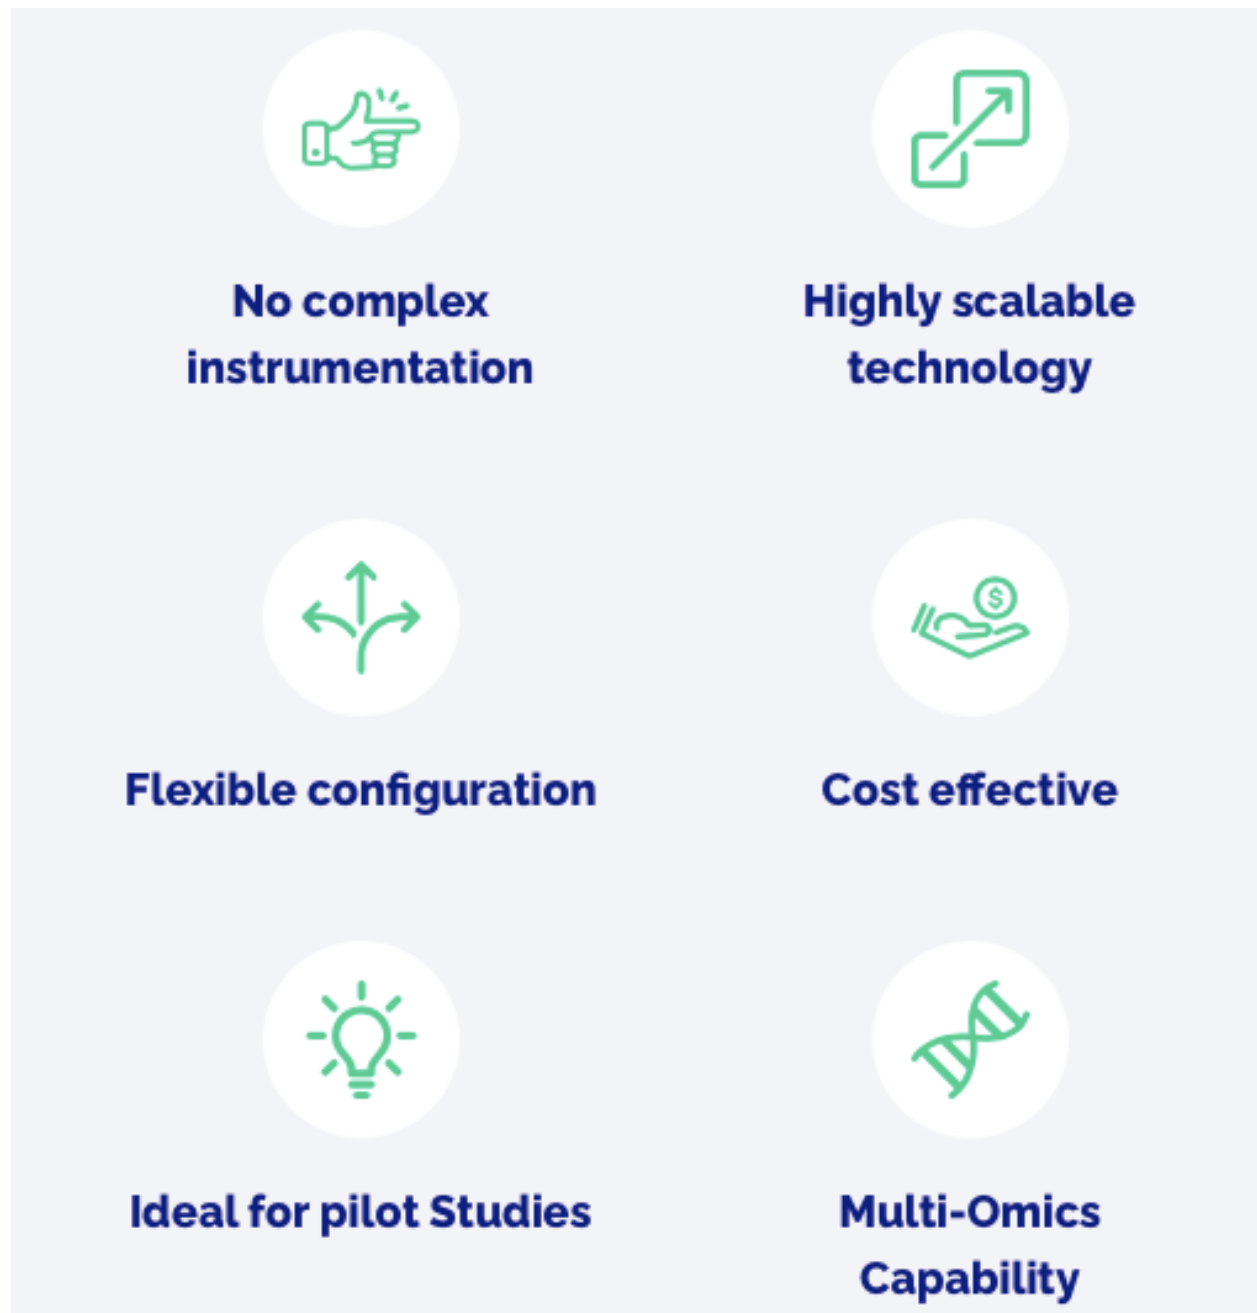 No complex
instrumentation
Highly scalable
technology
Flexible configuration
Cost effective
Ideal for pilot Studies
Multi-Omics
Capability